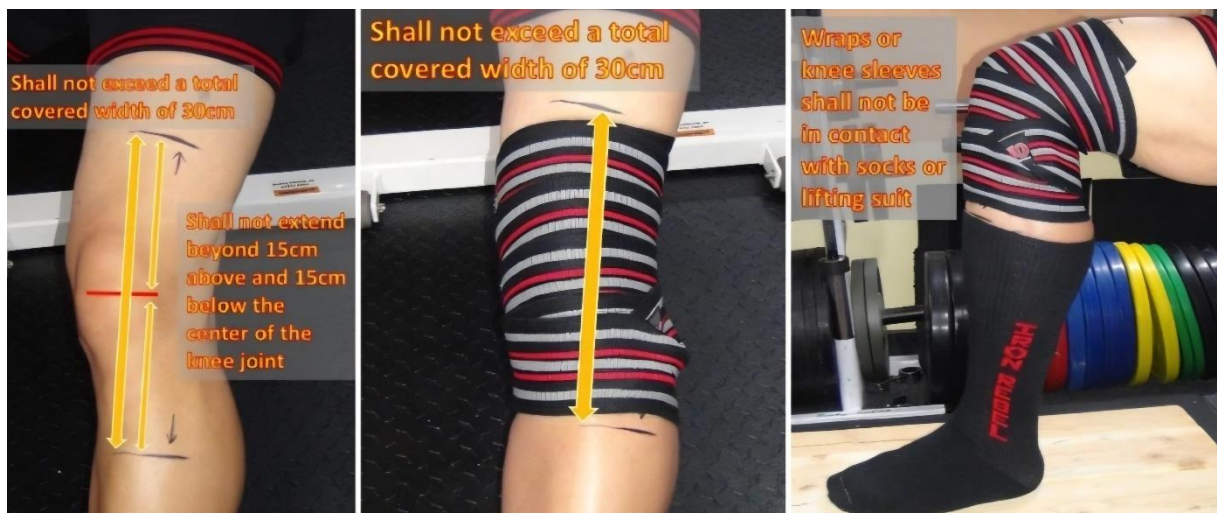 Shall not exceed a total
covered width of 30cm
Shall not extend
beyond 15cm
above and 15cm
below the
center of the
knee joint
Shall not exceed a total
covered width of 30cm
Wraps or
knee sleeves
shall not be
in contact
with socks or
lifting suit
IRON REBEL